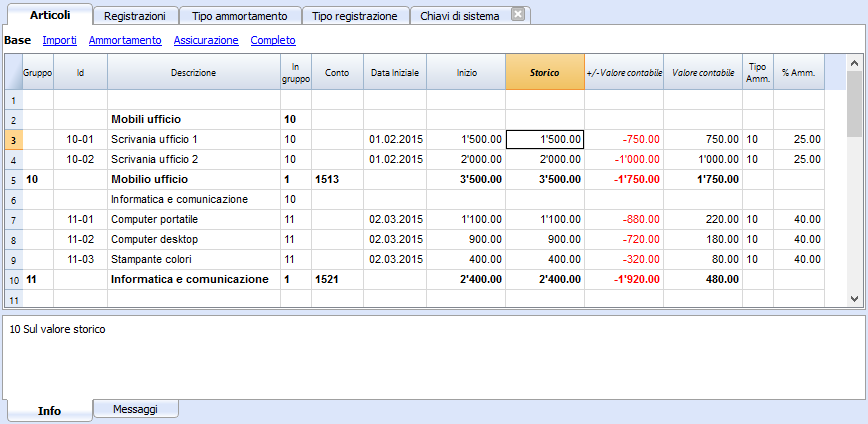 Articoli Registrazioni Tipo ammortamento Tipo registrazione Chiavi di sistema
Base Importi Ammortamento Assicurazione Completo
Gruppo Id Descrizione In gruppo Conto Data Iniziale Inizio Storico +/-Valore contabile Valore contabile Tipo Amm. % Amm.
1
2 Mobili ufficio 10
3 10-01 Scrivania ufficio 1 10 01.02.2015 1'500.00 1'500.00 -750.00 750.00 10 25.00
4 10-02 Scrivania ufficio 2 10 01.02.2015 2'000.00 2'000.00 -1'000.00 1'000.00 10 25.00
5 10 Mobilio ufficio 1 1513 3'500.00 3'500.00 -1'750.00 1'750.00
6 Informatica e comunicazione 10
7 11-01 Computer portatile 11 02.03.2015 1'100.00 1'100.00 -880.00 220.00 10 40.00
8 11-02 Computer desktop 11 02.03.2015 900.00 900.00 -720.00 180.00 10 40.00
9 11-03 Stampante colori 11 02.03.2015 400.00 400.00 -320.00 80.00 10 40.00
10 11 Informatica e comunicazione 1 1521 2'400.00 2'400.00 -1'920.00 480.00
11
10 Sul valore storico
Info Messaggi